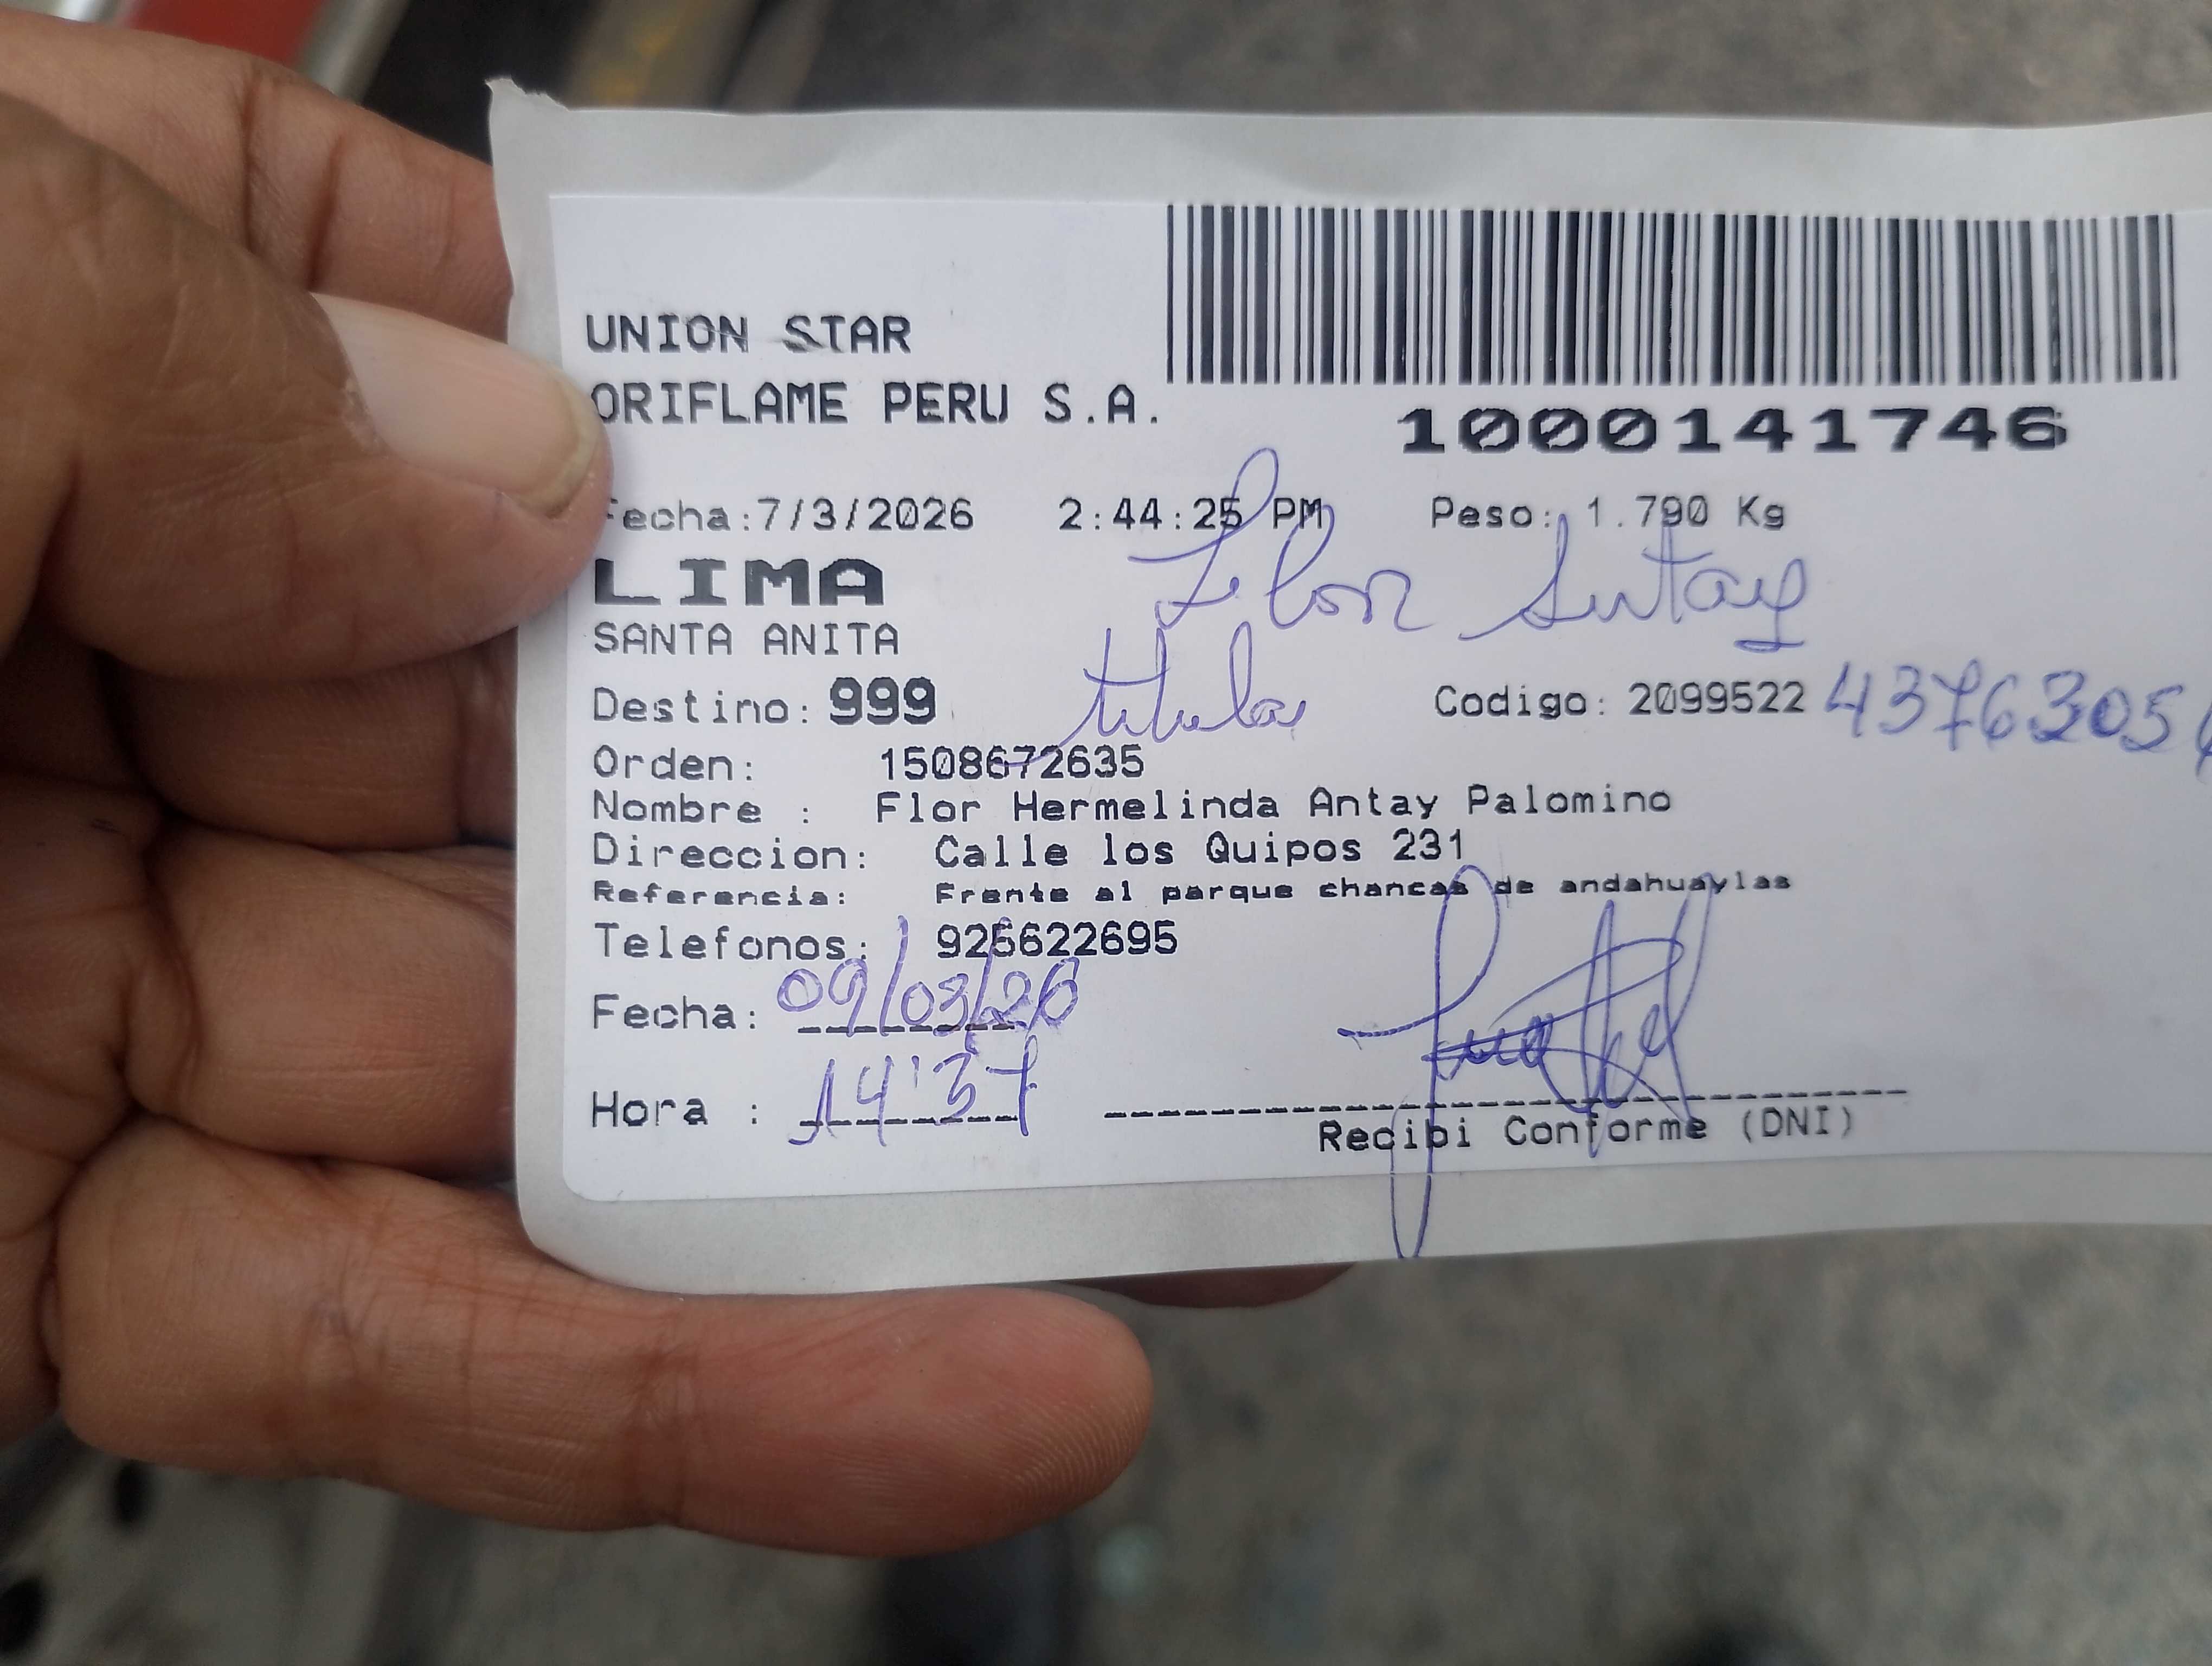 UNION STAR
ORIFLAME PERU S.A.
1000141746
Fecha:7/3/2026 2:44:25 PM Peso: 1.790 Kg
LIMA
Flor Antay
SANTA ANITA
titular
Destino: 999 Codigo: 2099522 4376305
Orden: 1508672635
Nombre : Flor Hermelinda Antay Palomino
Direccion: Calle los Quipos 231
Referencia: Frente al parque chancas de andahuaylas
Telefonos: 925622695
Fecha: 09/03/26
Hora : 14'37
Recibi Conforme (DNI)